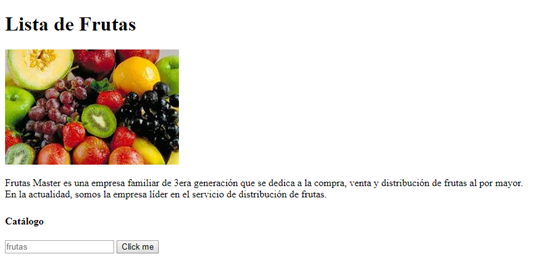 Lista de Frutas
Frutas Master es una empresa familiar de 3era generación que se dedica a la compra, venta y distribución de frutas al por mayor.
En la actualidad, somos la empresa líder en el servicio de distribución de frutas.
Catálogo
frutas Click me